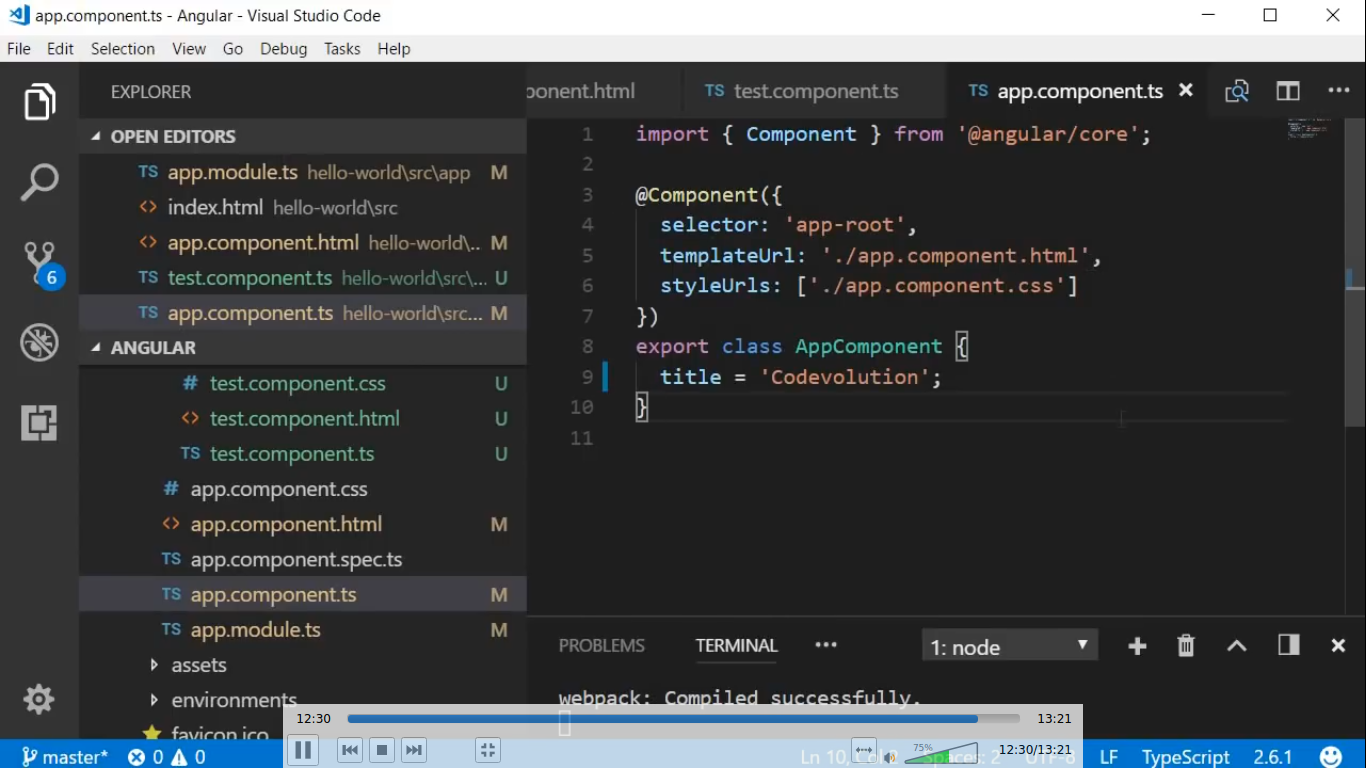 app.component.ts - Angular - Visual Studio Code
File Edit Selection View Go Debug Tasks Help
EXPLORER
OPEN EDITORS
TS app.module.ts hello-world\src\app M
<> index.html hello-world\src
<> app.component.html hello-world\.. M
TS test.component.ts hello-world\src\... U
TS app.component.ts hello-world\src... M
6
ANGULAR
# test.component.css U
<> test.component.html U
TS test.component.ts U
# app.component.css
<> app.component.html M
TS app.component.spec.ts
TS app.component.ts M
TS app.module.ts M
assets
environments
favicon.ico
ponent.html TS test.component.ts TS app.component.ts
1 import { Component } from '@angular/core';
2
3 @Component({
4 selector: 'app-root',
5 templateUrl: './app.component.html',
6 styleUrls: ['./app.component.css']
7 })
8 export class AppComponent {
9 title = 'Codevolution';
10 }
11
PROBLEMS TERMINAL ••• 1: node
webpack: Compiled successfully.
12:30 13:21
75% 12:30/13:21
master* 0 0 Ln 10, Col 2 Spaces: 2 UTF-8 LF TypeScript 2.6.1